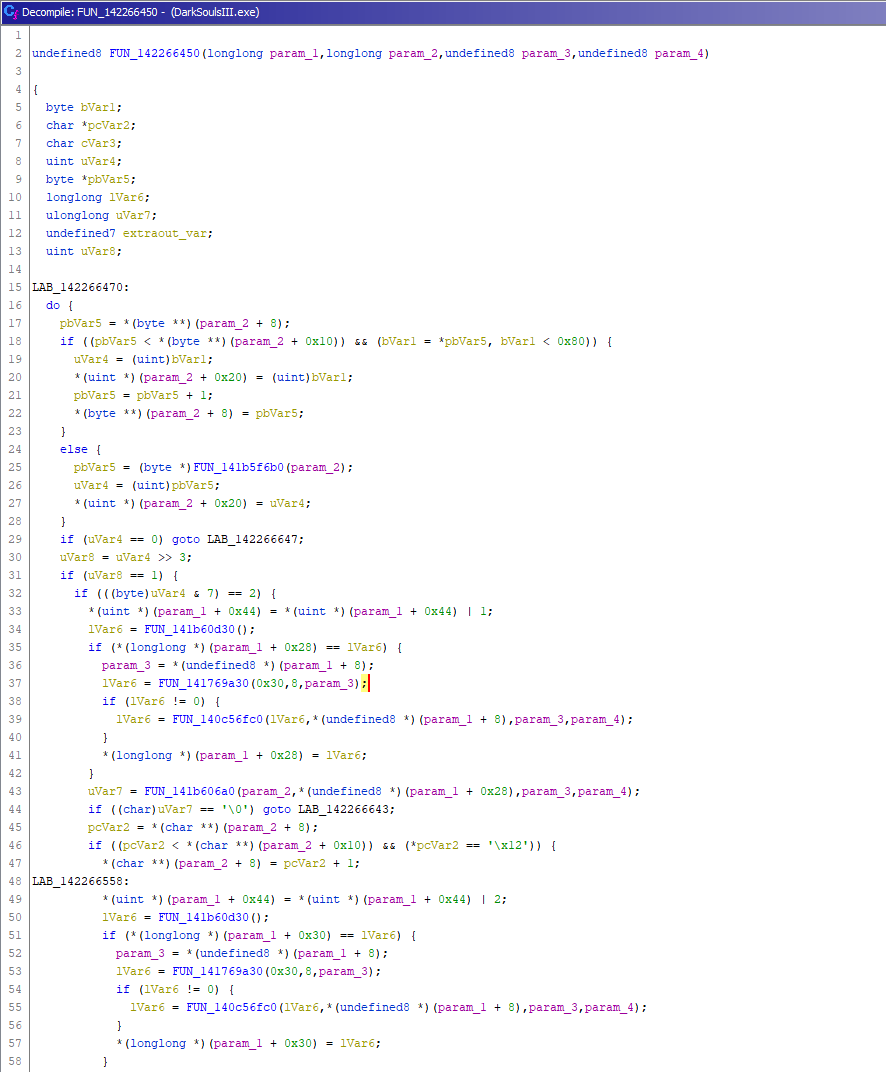 Decompile: FUN_142266450 - (DarkSoulsIII.exe)
1
2 undefined8 FUN_142266450(longlong param_1,longlong param_2,undefined8 param_3,undefined8 param_4)
3
4 {
5 byte bVar1;
6 char *pcVar2;
7 char cVar3;
8 uint uVar4;
9 byte *pbVar5;
10 longlong lVar6;
11 ulonglong uVar7;
12 undefined7 extraout_var;
13 uint uVar8;
14
15 LAB_142266470:
16 do {
17 pbVar5 = *(byte **)(param_2 + 8);
18 if ((pbVar5 < *(byte **)(param_2 + 0x10)) && (bVar1 = *pbVar5, bVar1 < 0x80)) {
19 uVar4 = (uint)bVar1;
20 *(uint *)(param_2 + 0x20) = (uint)bVar1;
21 pbVar5 = pbVar5 + 1;
22 *(byte **)(param_2 + 8) = pbVar5;
23 }
24 else {
25 pbVar5 = (byte *)FUN_141b5f6b0(param_2);
26 uVar4 = (uint)pbVar5;
27 *(uint *)(param_2 + 0x20) = uVar4;
28 }
29 if (uVar4 == 0) goto LAB_142266647;
30 uVar8 = uVar4 >> 3;
31 if (uVar8 == 1) {
32 if (((byte)uVar4 & 7) == 2) {
33 *(uint *)(param_1 + 0x44) = *(uint *)(param_1 + 0x44) | 1;
34 lVar6 = FUN_141b60d30();
35 if (*(longlong *)(param_1 + 0x28) == lVar6) {
36 param_3 = *(undefined8 *)(param_1 + 8);
37 lVar6 = FUN_141769a30(0x30,8,param_3);
38 if (lVar6 != 0) {
39 lVar6 = FUN_140c56fc0(lVar6,*(undefined8 *)(param_1 + 8),param_3,param_4);
40 }
41 *(longlong *)(param_1 + 0x28) = lVar6;
42 }
43 uVar7 = FUN_141b606a0(param_2,*(undefined8 *)(param_1 + 0x28),param_3,param_4);
44 if ((char)uVar7 == '\0') goto LAB_142266643;
45 pcVar2 = *(char **)(param_2 + 8);
46 if ((pcVar2 < *(char **)(param_2 + 0x10)) && (*pcVar2 == '\x12')) {
47 *(char **)(param_2 + 8) = pcVar2 + 1;
48 LAB_142266558:
49 *(uint *)(param_1 + 0x44) = *(uint *)(param_1 + 0x44) | 2;
50 lVar6 = FUN_141b60d30();
51 if (*(longlong *)(param_1 + 0x30) == lVar6) {
52 param_3 = *(undefined8 *)(param_1 + 8);
53 lVar6 = FUN_141769a30(0x30,8,param_3);
54 if (lVar6 != 0) {
55 lVar6 = FUN_140c56fc0(lVar6,*(undefined8 *)(param_1 + 8),param_3,param_4);
56 }
57 *(longlong *)(param_1 + 0x30) = lVar6;
58 }